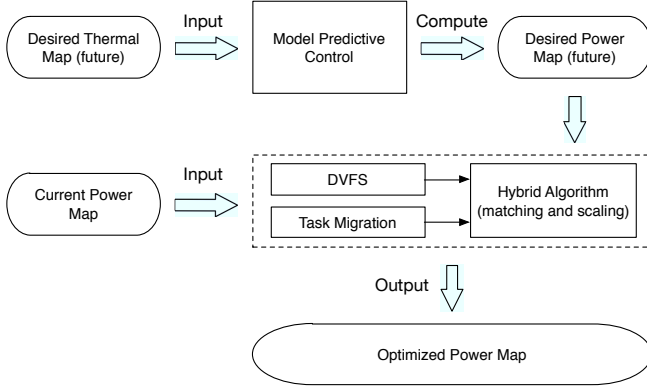 Input
Compute
Desired Thermal
Map (future)
Model Predictive
Control
Desired Power
Map (future)
Input
Current Power
Map
DVFS
Task Migration
Hybrid Algorithm
(matching and scaling)
Output
Optimized Power Map